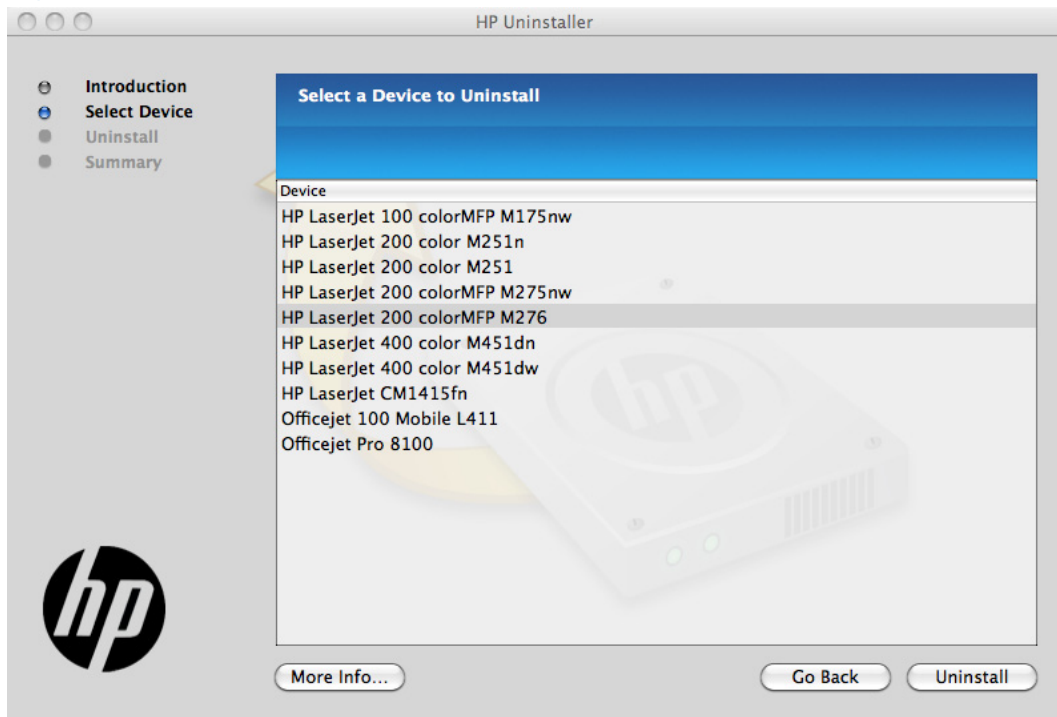 HP Uninstaller
Introduction
Select Device
Uninstall
Summary
Select a Device to Uninstall
Device
HP LaserJet 100 colorMFP M175nw
HP LaserJet 200 color M251n
HP LaserJet 200 color M251
HP LaserJet 200 colorMFP M275nw
HP LaserJet 200 colorMFP M276
HP LaserJet 400 color M451dn
HP LaserJet 400 color M451dw
HP LaserJet CM1415fn
Officejet 100 Mobile L411
Officejet Pro 8100
hp
hp
More Info...
Go Back
Uninstall